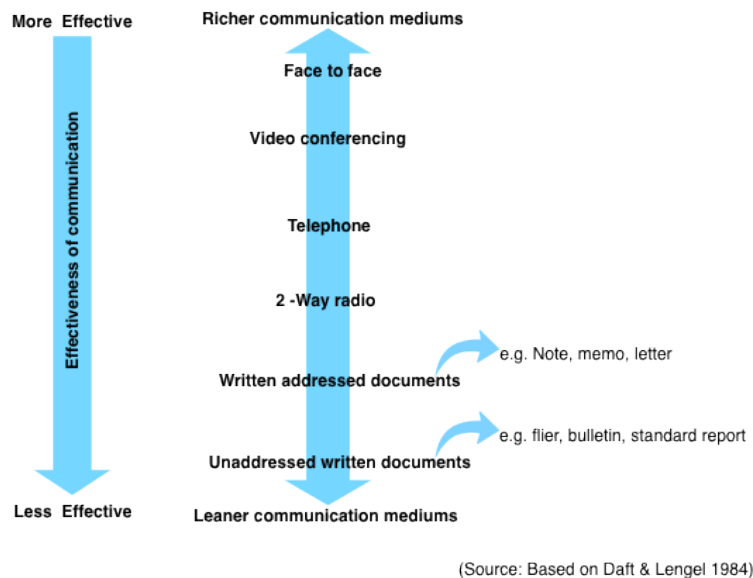 More  Effective
Richer communication mediums
Face to face
Video conferencing
Effectiveness of communication
Telephone
2 -Way radio
e.g. Note, memo, letter
Written addressed documents
e.g. flier, bulletin, standard report
Unaddressed written documents
Less  Effective
Leaner communication mediums
(Source: Based on Daft & Lengel 1984)